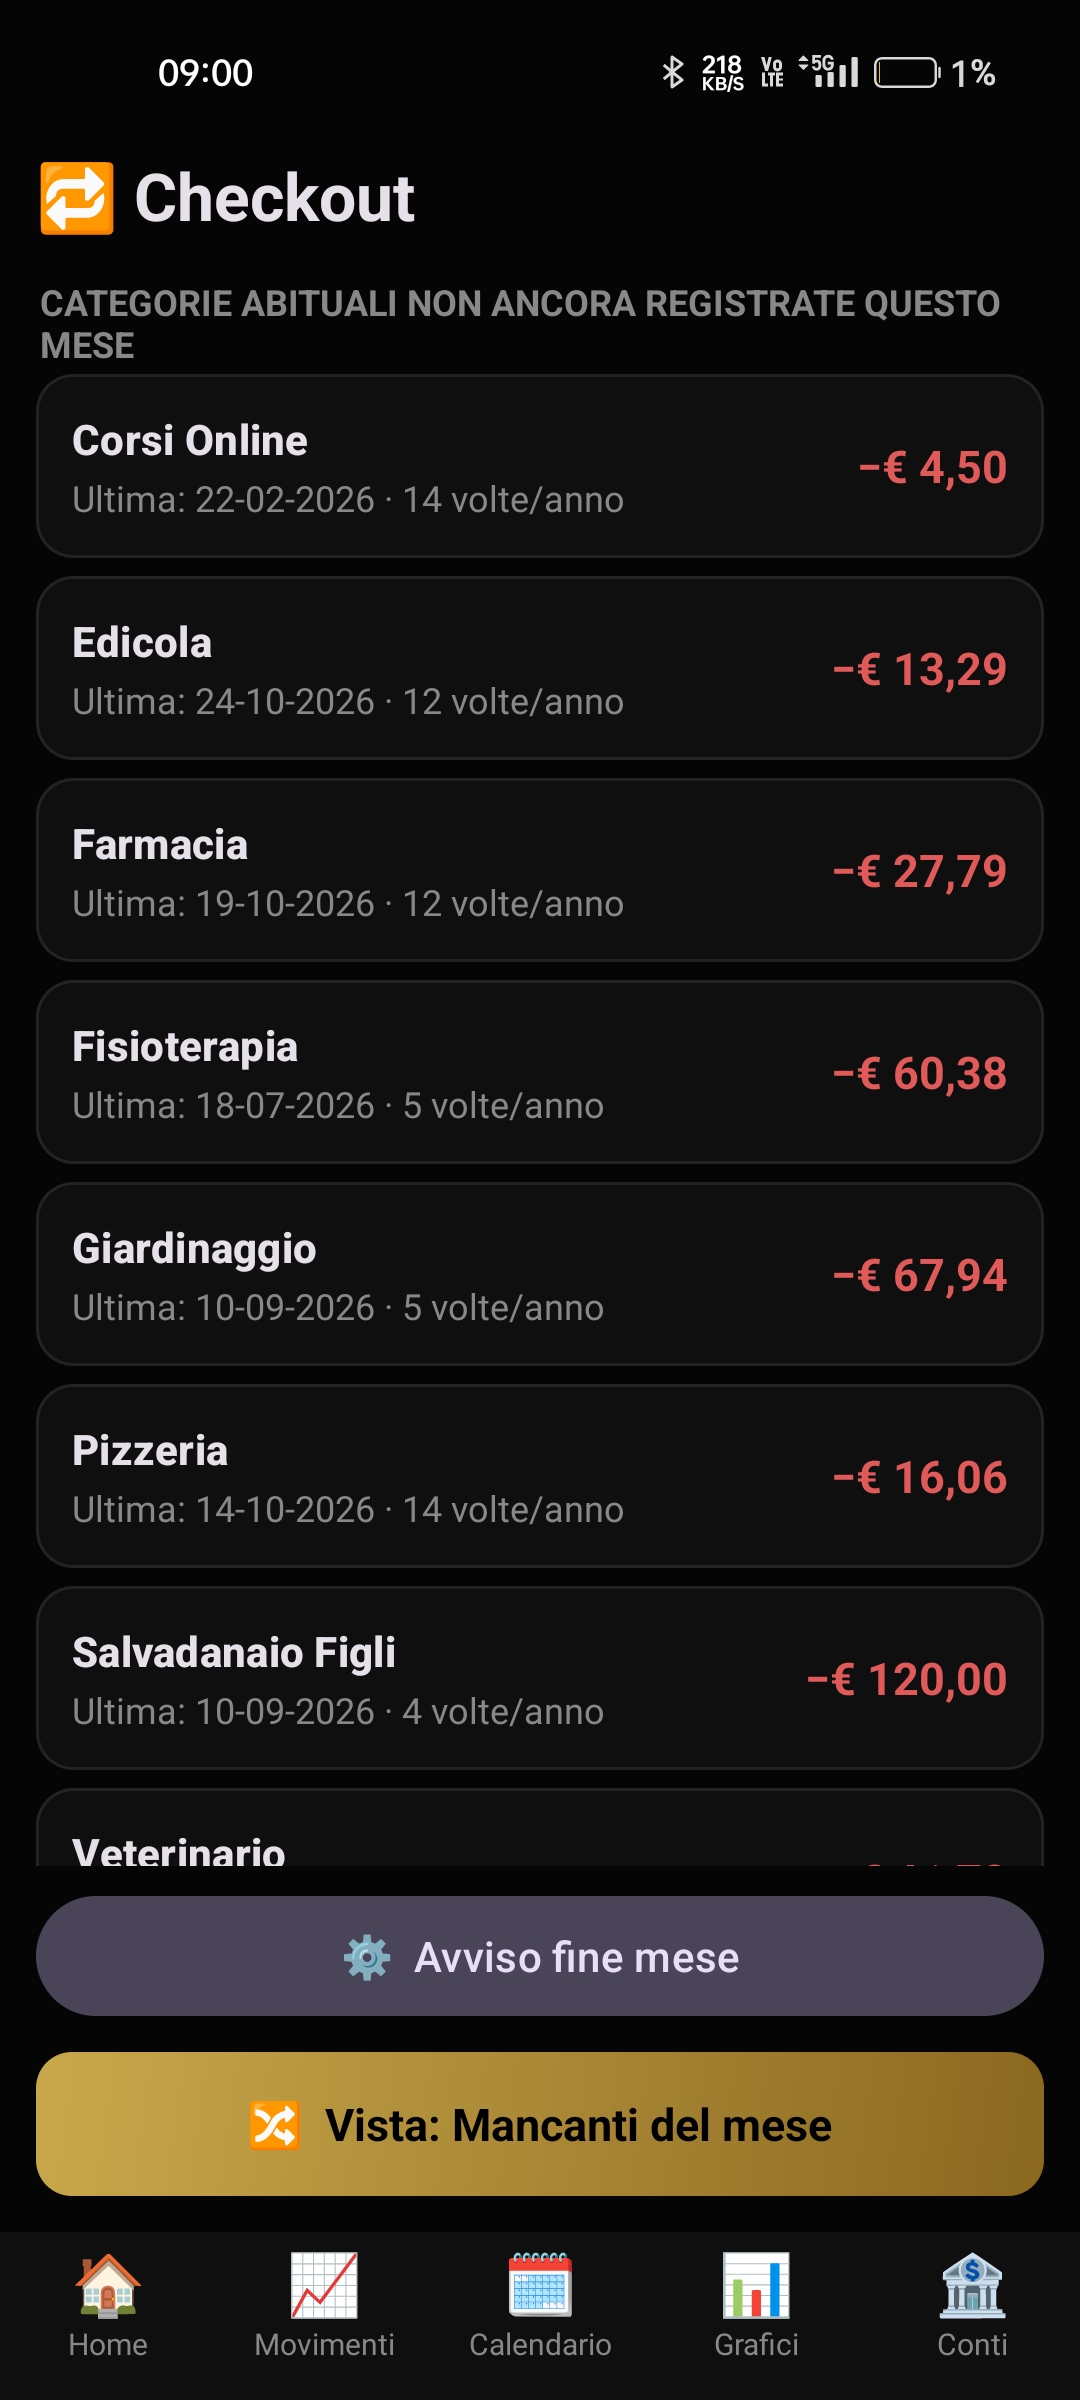 09:00
218 KB/S Vo LTE 5G 1%
Checkout
CATEGORIE ABITUALI NON ANCORA REGISTRATE QUESTO
MESE
Corsi Online
Ultima: 22-02-2026 · 14 volte/anno
−€ 4,50
Edicola
Ultima: 24-10-2026 · 12 volte/anno
−€ 13,29
Farmacia
Ultima: 19-10-2026 · 12 volte/anno
−€ 27,79
Fisioterapia
Ultima: 18-07-2026 · 5 volte/anno
−€ 60,38
Giardinaggio
Ultima: 10-09-2026 · 5 volte/anno
−€ 67,94
Pizzeria
Ultima: 14-10-2026 · 14 volte/anno
−€ 16,06
Salvadanaio Figli
Ultima: 10-09-2026 · 4 volte/anno
−€ 120,00
Veterinario
Avviso fine mese
Vista: Mancanti del mese
Home
Movimenti
Calendario
Grafici
Conti